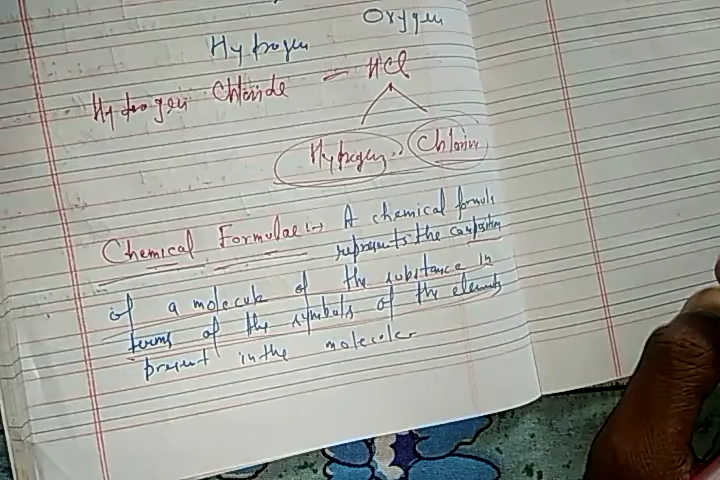 Oxygen
Hydrogen
Hydrogen Chloride = HCl
Hydrogen Chlorine
Chemical Formulae :-> A chemical formula
represents the composition
of a molecule of the substance in
terms of the symbols of the elements
present in the molecule